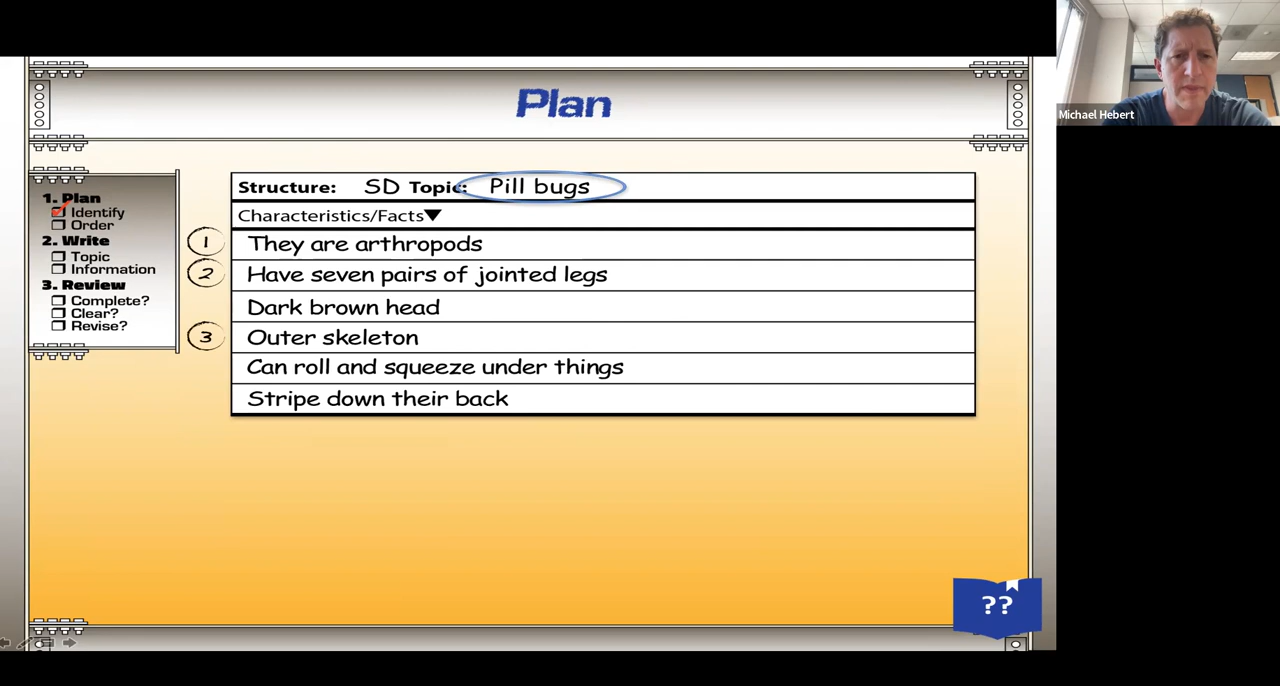 Plan
Michael Hebert
1. Plan
Identify
Order
2. Write
Topic
Information
3. Review
Complete?
Clear?
Revise?
Structure: SD Topic: Pill bugs
Characteristics/Facts▼
1 They are arthropods
2 Have seven pairs of jointed legs
Dark brown head
3 Outer skeleton
Can roll and squeeze under things
Stripe down their back
??